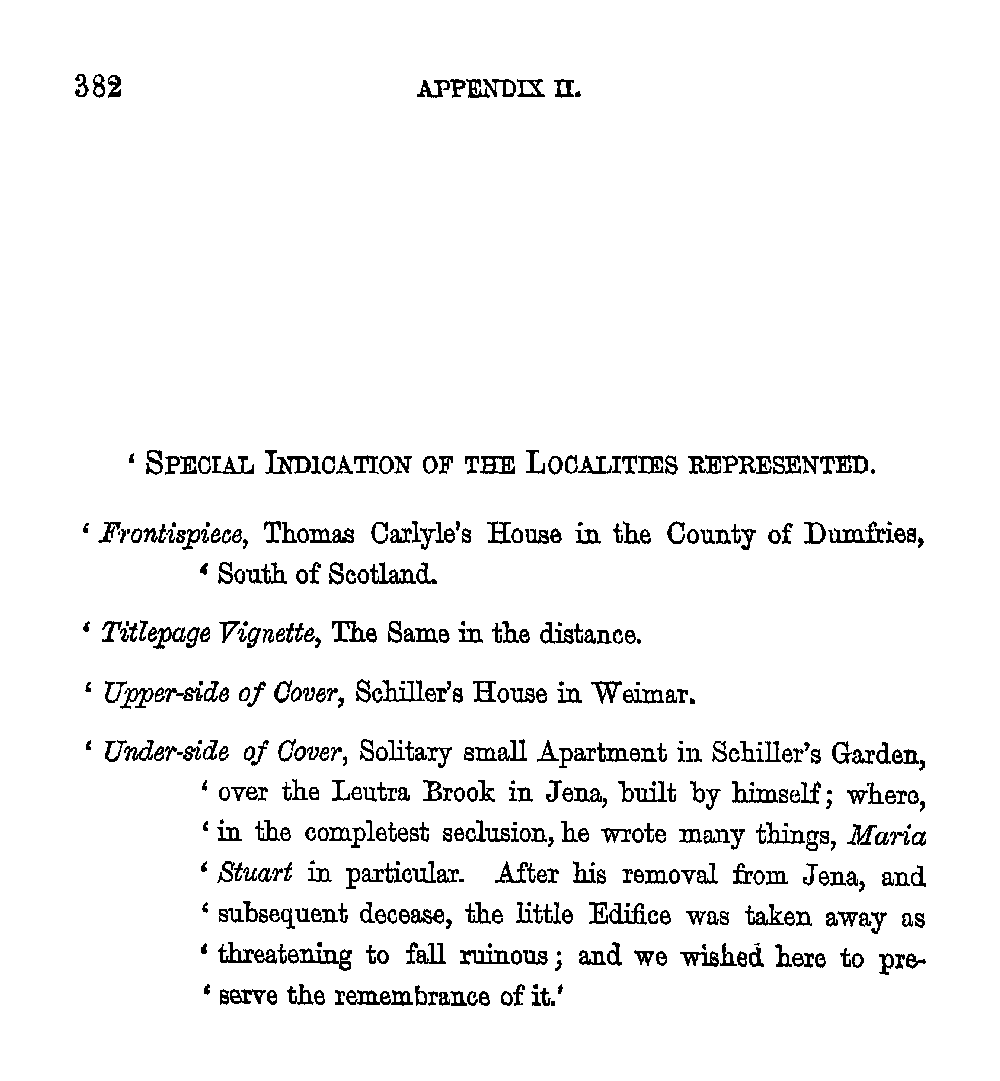 382 APPENDIX II.
‘ SPECIAL INDICATION OF THE LOCALITIES REPRESENTED.
‘ Frontispiece, Thomas Carlyle's House in the County of Dumfries,
‘ South of Scotland.
‘ Titlepage Vignette, The Same in the distance.
‘ Upper-side of Cover, Schiller's House in Weimar.
‘ Under-side of Cover, Solitary small Apartment in Schiller's Garden,
‘ over the Leutra Brook in Jena, built by himself; where,
‘ in the completest seclusion, he wrote many things, Maria
‘ Stuart in particular. After his removal from Jena, and
‘ subsequent decease, the little Edifice was taken away as
‘ threatening to fall ruinous; and we wished here to pre-
‘ serve the remembrance of it.’